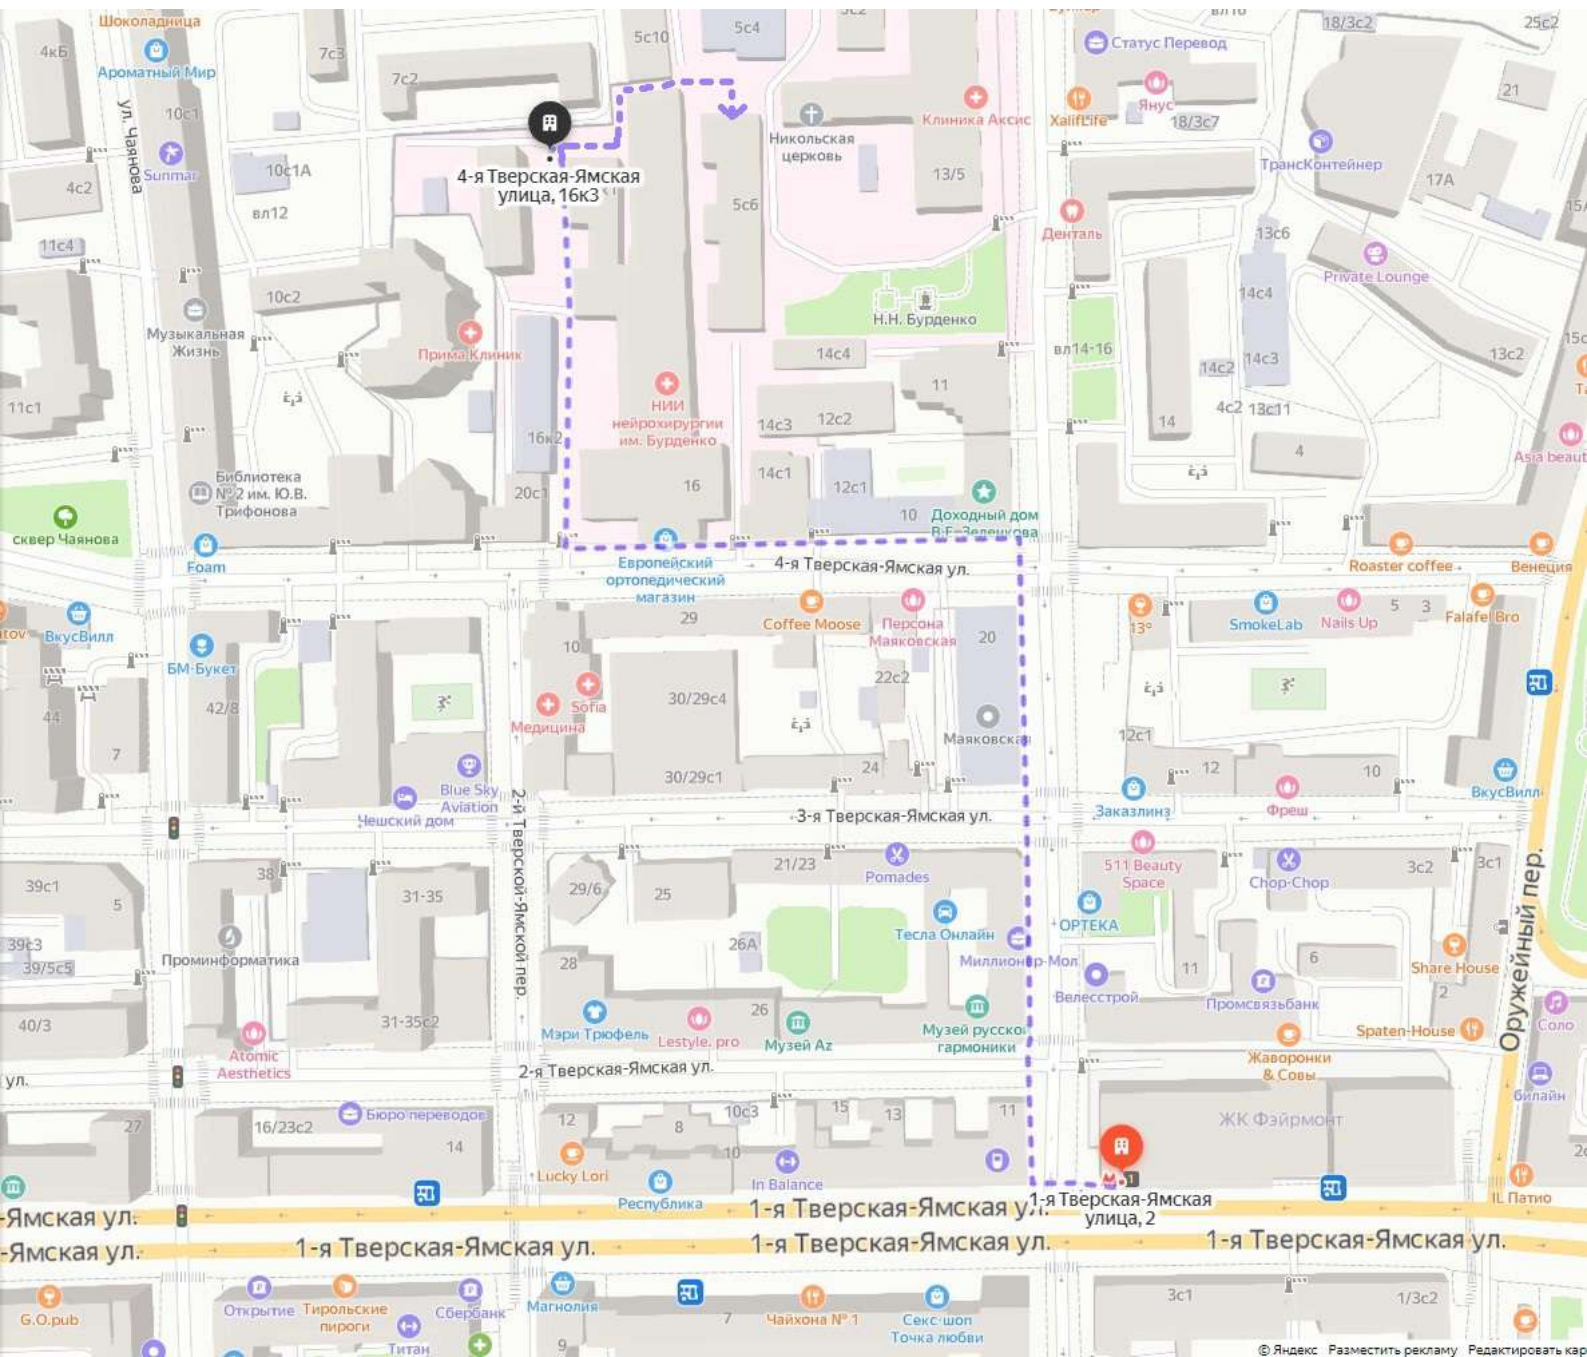 Шоколадница
4к6
Ароматный Мир
ул. Чаянова
10с1
7с3
7с2
5с10
5с4
Статус Перевод
18/3с2
25с2
21
Янус
XalifLife
18/3с7
Клиника Аксис
Никольская
церковь
ТрансКонтейнер
17А
13/5
Sunmar
4с2
10с1А
вл12
4-я Тверская-Ямская
улица, 16к3
5с6
Денталь
13с6
Private Lounge
11с4
10с2
14с4
Музыкальная
Жизнь
Прима Клиник
Н.Н. Бурденко
14с4
вл14-16
14с2
14с3
13с2
11с1
НИИ
нейрохирургии
им. Бурденко
11
12с2
14с3
16к2
14
4с2
13с11
4
Asia beaut
Библиотека
№ 2 им. Ю.В.
Трифонова
20с1
16
14с1
12с1
10
Доходный дом
В.Е. Зеленкова
сквер Чаянова
Foam
Европейский
ортопедический
магазин
4-я Тверская-Ямская ул.
Roaster coffee
Венеция
ВкусВилл
БМ-Букет
29
Coffee Moose
Персона
Маяковская
20
13°
SmokeLab
Nails Up
5
3
Falafel Bro
10
Sofia
Медицина
30/29с4
22с2
Маяковская
44
7
42/8
12с1
12
10
Blue Sky
Aviation
Чешский дом
30/29с1
24
Заказлинз
Фреш
ВкусВилл
2-й Тверской-Ямской пер.
3-я Тверская-Ямская ул.
39с1
5
38
31-35
29/6
25
21/23
Pomades
511 Beauty
Space
Chop-Chop
3с2
3с1
Оружейный пер.
39с3
39/5с5
Проминформатика
28
26А
Тесла Онлайн
Миллионер-Мол
ОРТЕКА
Велесстрой
11
6
Share House
Промсвязьбанк
2
40/3
31-35с2
Мэри Трюфель
Lestyle. pro
26
Музей Az
Музей русской
гармоники
Spaten-House
Соло
Atomic
Aesthetics
Жаворонки
& Совы
ул.
2-я Тверская-Ямская ул.
билайн
27
16/23с2
Бюро переводов
14
12
8
10с3
10
15
13
11
ЖК Фэйрмонт
Lucky Lori
Республика
In Balance
1
IL Патио
1-я Тверская-Ямская
улица, 2
-Ямская ул.
1-я Тверская-Ямская ул.
-Ямская ул.
1-я Тверская-Ямская ул.
1-я Тверская-Ямская ул.
1-я Тверская-Ямская ул.
G.O.pub
Открытие
Тирольские
пироги
Титан
Сбербанк
Магнолия
9
7
Чайхона № 1
Секс-шоп
Точка любви
3с1
1/3с2
© Яндекс Разместить рекламу Редактировать кар